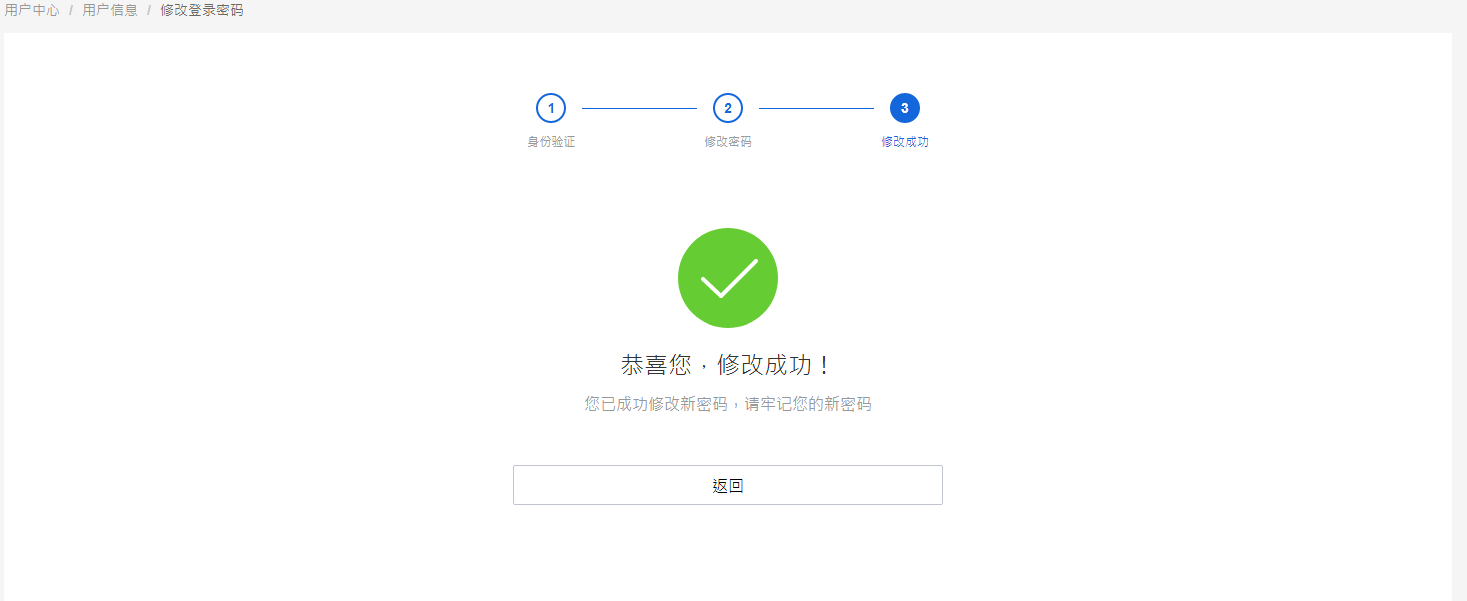 用户中心 / 用户信息 / 修改登录密码
1 2 3
身份验证 修改密码 修改成功
恭喜您，修改成功！
您已成功修改新密码，请牢记您的新密码
返回